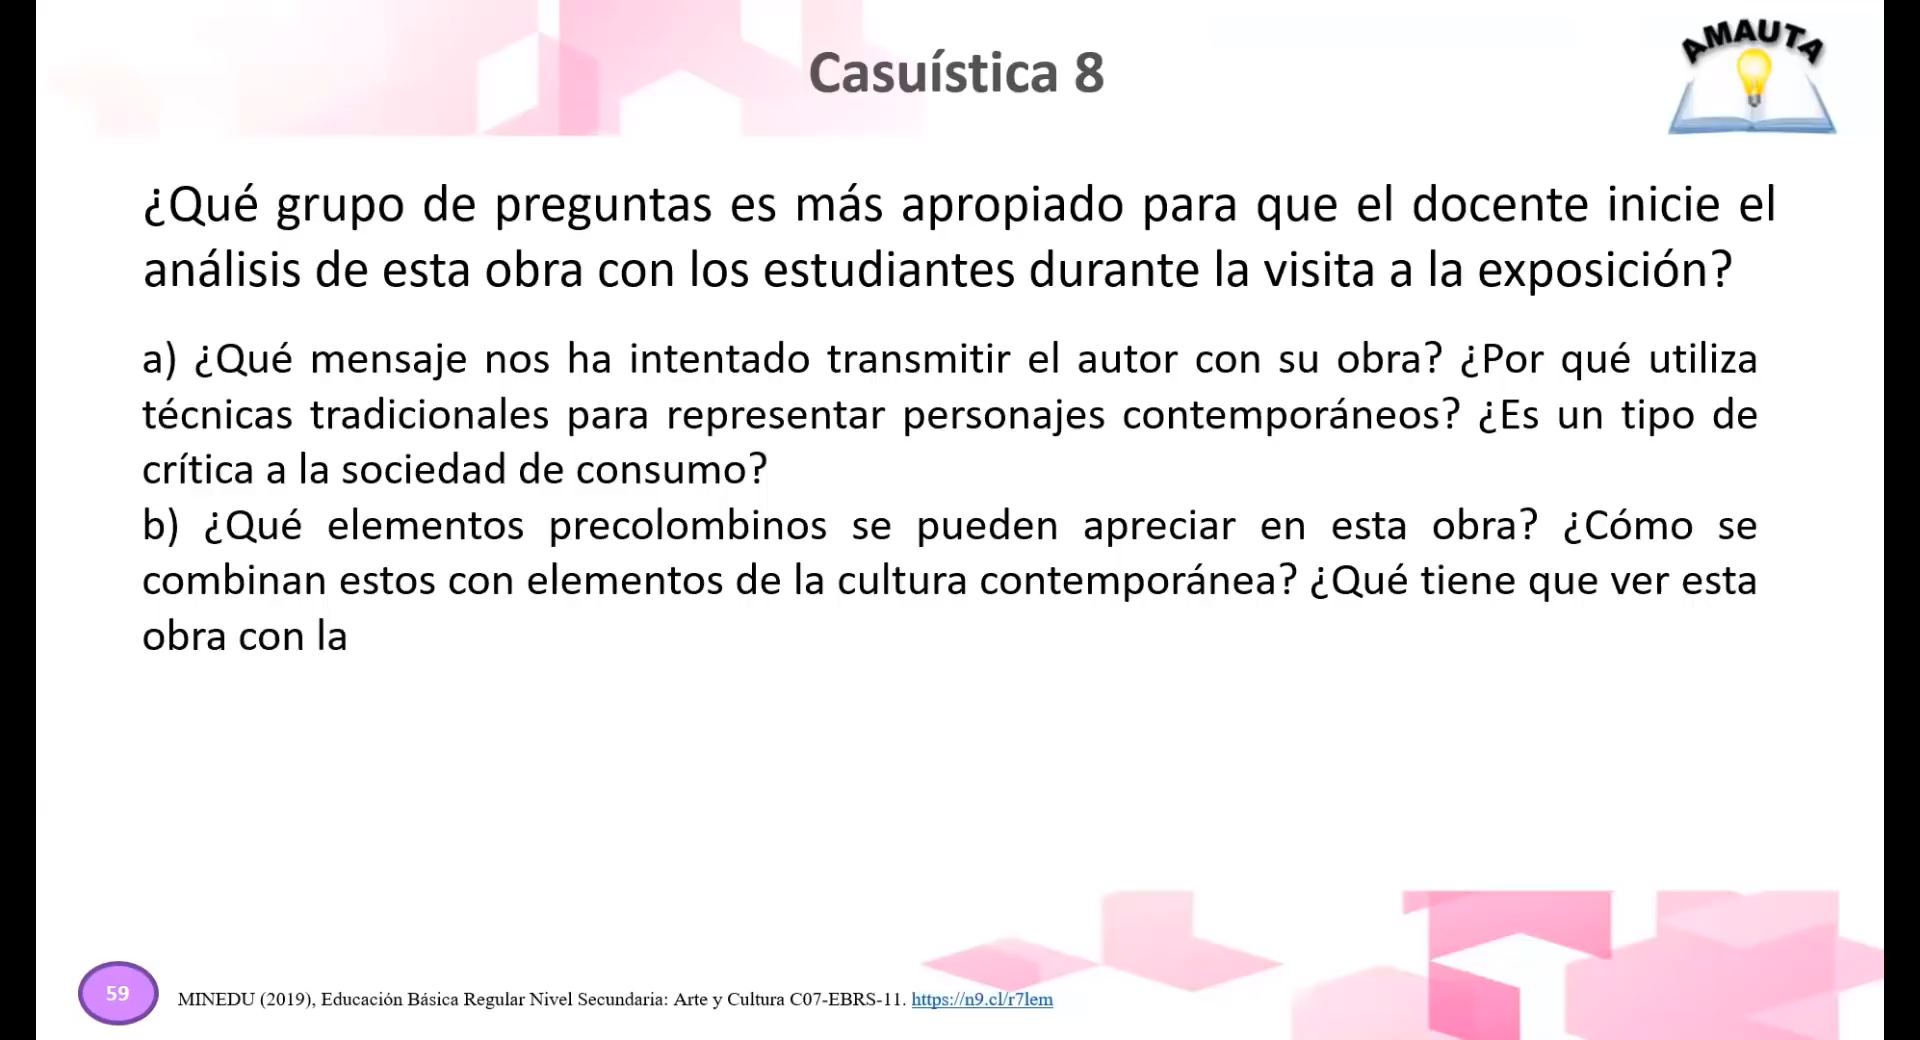 Casuística 8
AMAUTA
¿Qué grupo de preguntas es más apropiado para que el docente inicie el
análisis de esta obra con los estudiantes durante la visita a la exposición?
a) ¿Qué mensaje nos ha intentado transmitir el autor con su obra? ¿Por qué utiliza
técnicas tradicionales para representar personajes contemporáneos? ¿Es un tipo de
crítica a la sociedad de consumo?
b) ¿Qué elementos precolombinos se pueden apreciar en esta obra? ¿Cómo se
combinan estos con elementos de la cultura contemporánea? ¿Qué tiene que ver esta
obra con la
59
MINEDU (2019), Educación Básica Regular Nivel Secundaria: Arte y Cultura C07-EBRS-11. https://n9.cl/r7lem